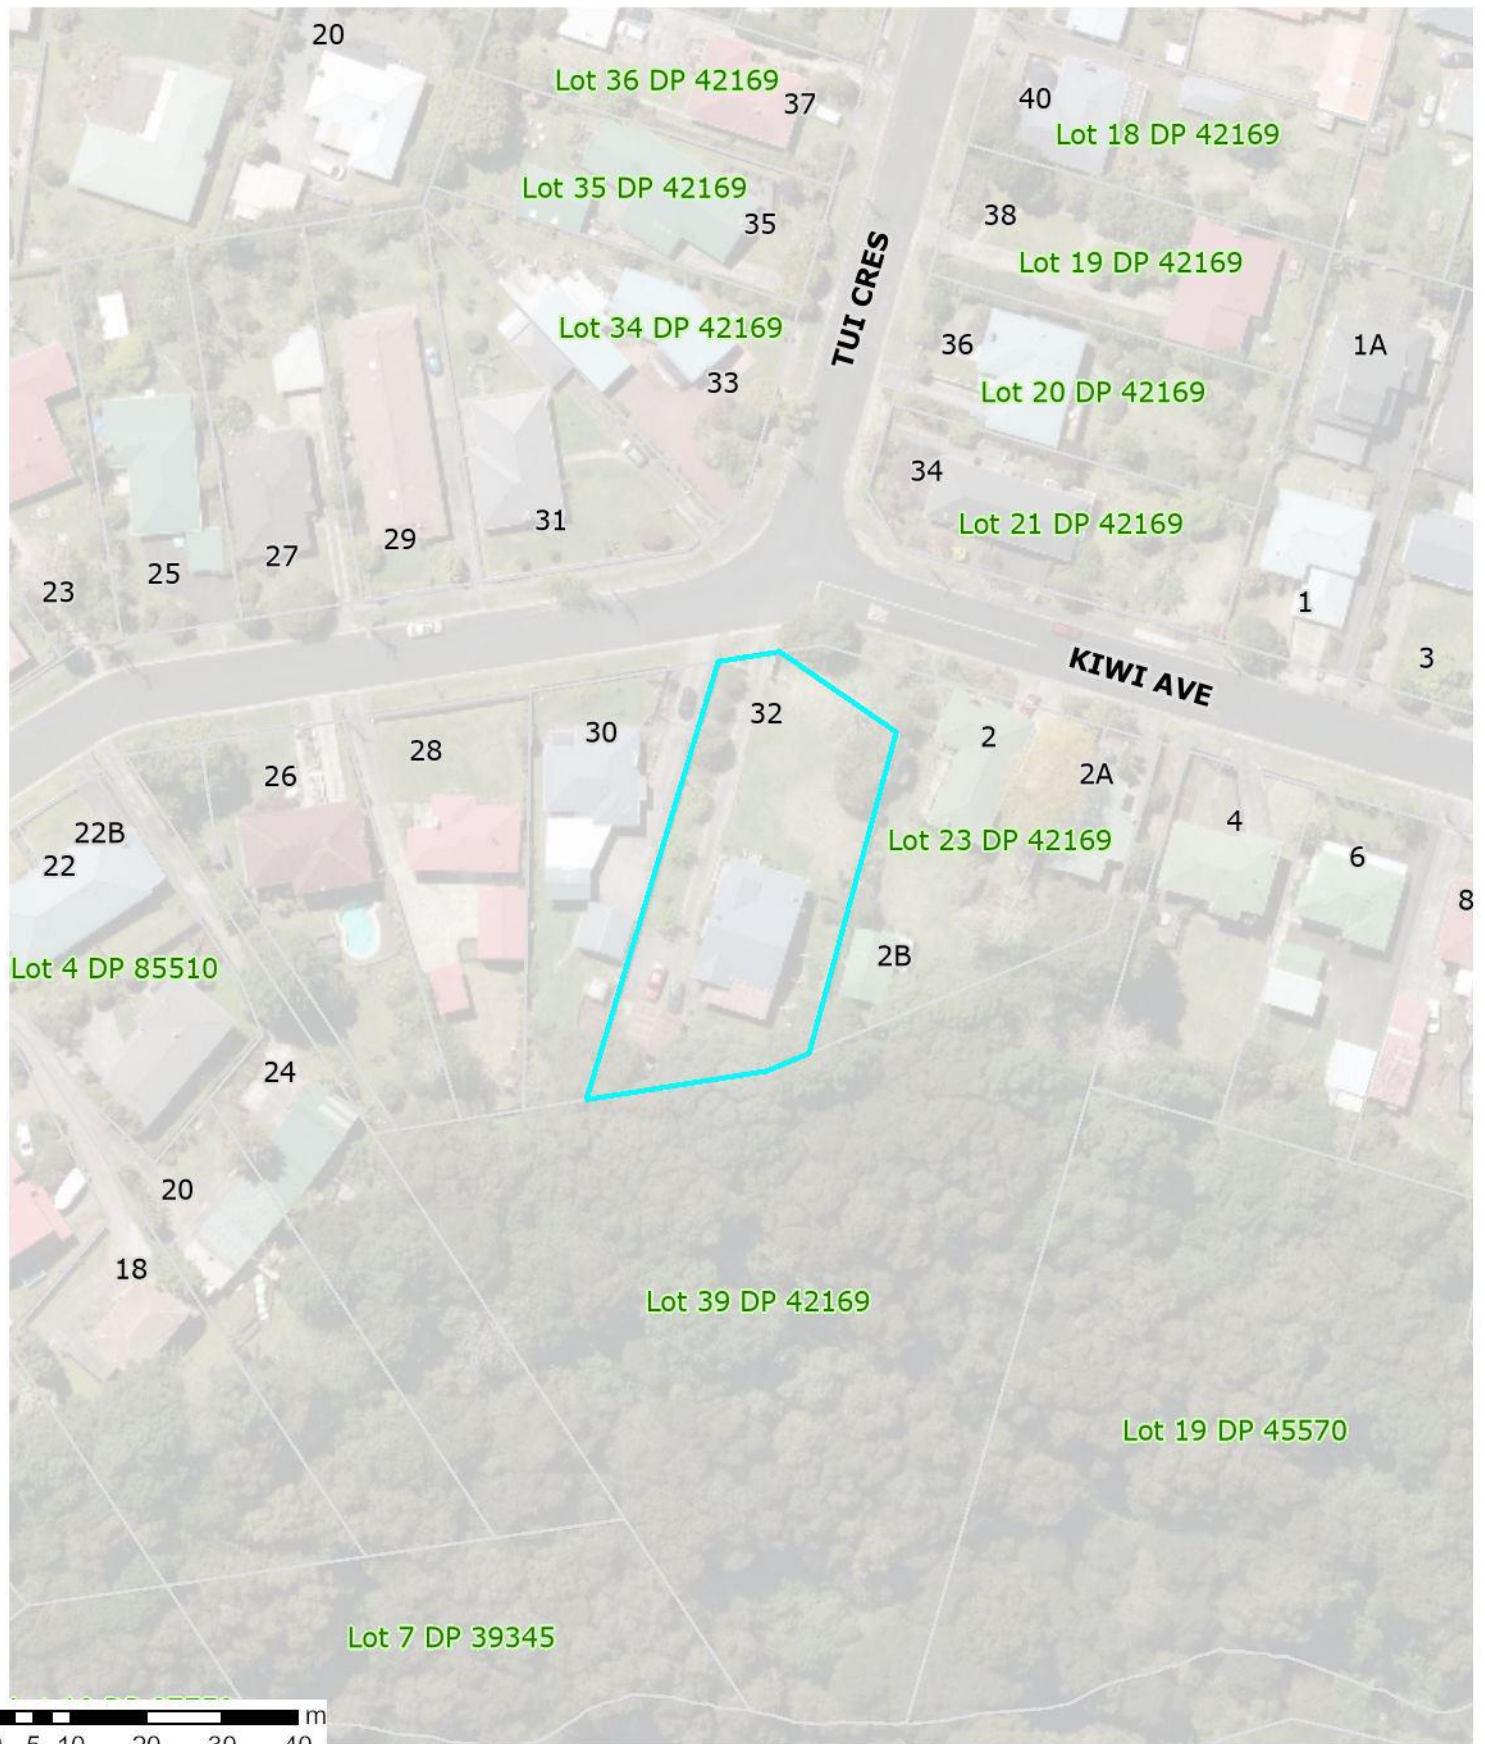 20
Lot 36 DP 42169
37
40
Lot 18 DP 42169
Lot 35 DP 42169
35
38
Lot 19 DP 42169
TUI CRES
Lot 34 DP 42169
33
36
1A
Lot 20 DP 42169
34
31
Lot 21 DP 42169
29
27
25
23
1
3
KIWI AVE
32
30
2
28
26
2A
4
22B
22
Lot 23 DP 42169
6
8
2B
Lot 4 DP 85510
24
20
18
Lot 39 DP 42169
Lot 19 DP 45570
Lot 7 DP 39345
m
5 10 20 30 40